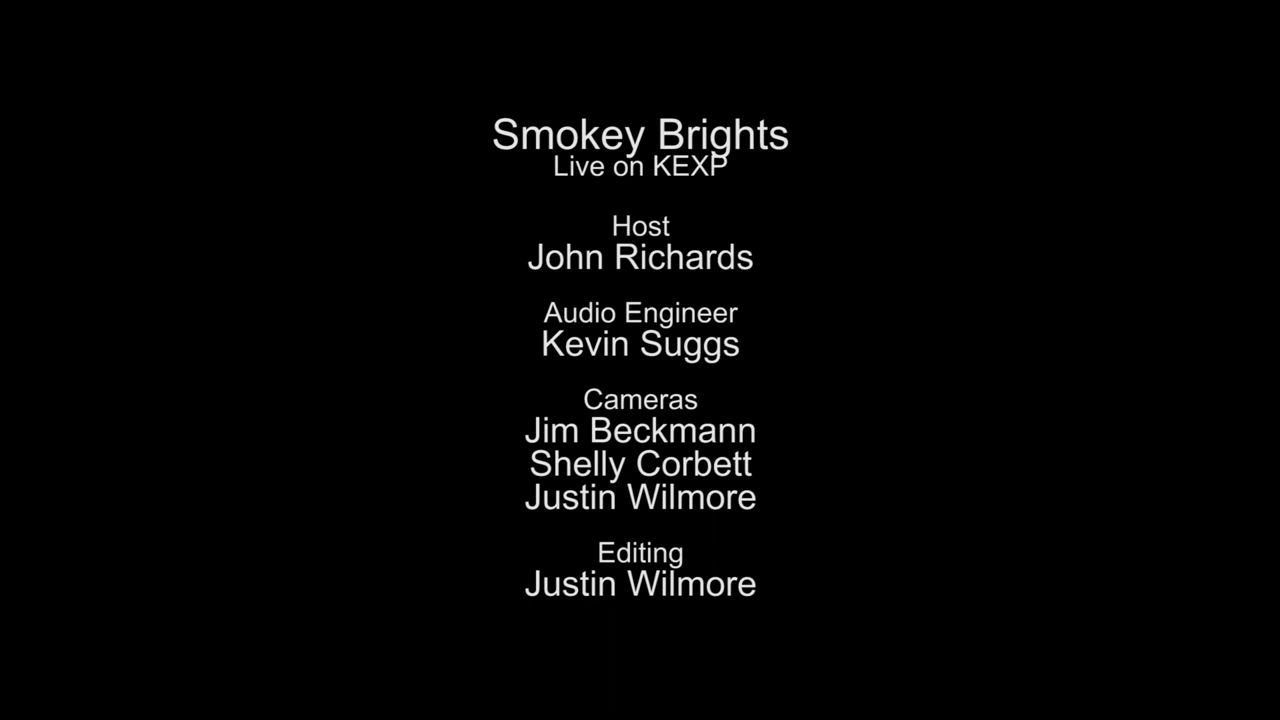 Smokey Brights
Live on KEXP
Host
John Richards
Audio Engineer
Kevin Suggs
Cameras
Jim Beckmann
Shelly Corbett
Justin Wilmore
Editing
Justin Wilmore